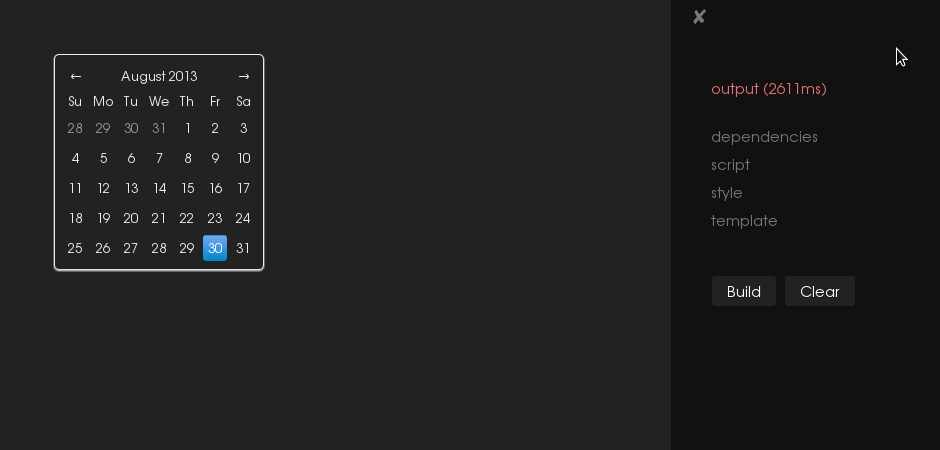 ✘
← August 2013 →
Su Mo Tu We Th Fr Sa
28 29 30 31 1 2 3
4 5 6 7 8 9 10
11 12 13 14 15 16 17
18 19 20 21 22 23 24
25 26 27 28 29 30 31
output (2611ms)
dependencies
script
style
template
Build Clear